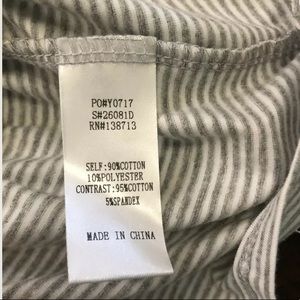 PO#Y0717
S#26081D
RN#138713
SELF:90%COTTON
10%POLYESTER
CONTRAST:95%COTTON
5%SPANDEX
MADE IN CHINA